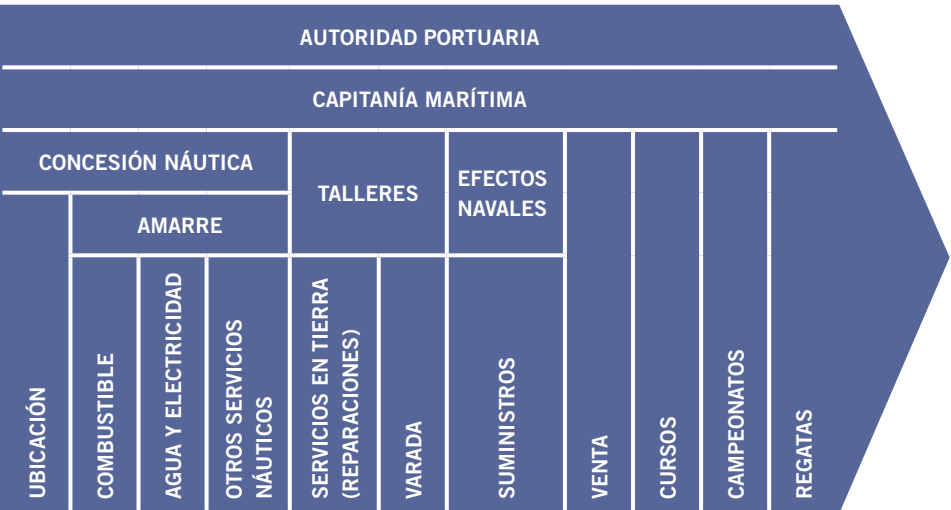 AUTORIDAD PORTUARIA
CAPITANÍA MARÍTIMA
CONCESIÓN NÁUTICA
TALLERES
EFECTOS
NAVALES
AMARRE
UBICACIÓN
COMBUSTIBLE
AGUA Y ELECTRICIDAD
OTROS SERVICIOS
NÁUTICOS
SERVICIOS EN TIERRA
(REPARACIONES)
VARADA
SUMINISTROS
VENTA
CURSOS
CAMPEONATOS
REGATAS